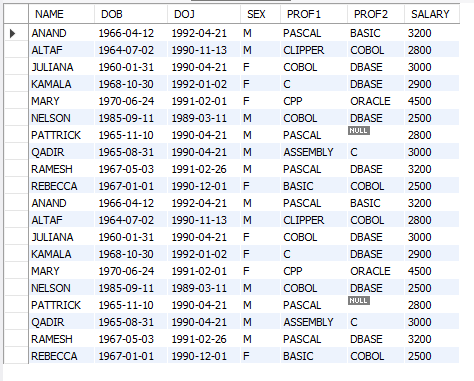 NAME DOB DOJ SEX PROF1 PROF2 SALARY
ANAND 1966-04-12 1992-04-21 M PASCAL BASIC 3200
ALTAF 1964-07-02 1990-11-13 M CLIPPER COBOL 2800
JULIANA 1960-01-31 1990-04-21 F COBOL DBASE 3000
KAMALA 1968-10-30 1992-01-02 F C DBASE 2900
MARY 1970-06-24 1991-02-01 F CPP ORACLE 4500
NELSON 1985-09-11 1989-03-11 M COBOL DBASE 2500
PATTRICK 1965-11-10 1990-04-21 M PASCAL NULL 2800
QADIR 1965-08-31 1990-04-21 M ASSEMBLY C 3000
RAMESH 1967-05-03 1991-02-26 M PASCAL DBASE 3200
REBECCA 1967-01-01 1990-12-01 F BASIC COBOL 2500
ANAND 1966-04-12 1992-04-21 M PASCAL BASIC 3200
ALTAF 1964-07-02 1990-11-13 M CLIPPER COBOL 2800
JULIANA 1960-01-31 1990-04-21 F COBOL DBASE 3000
KAMALA 1968-10-30 1992-01-02 F C DBASE 2900
MARY 1970-06-24 1991-02-01 F CPP ORACLE 4500
NELSON 1985-09-11 1989-03-11 M COBOL DBASE 2500
PATTRICK 1965-11-10 1990-04-21 M PASCAL NULL 2800
QADIR 1965-08-31 1990-04-21 M ASSEMBLY C 3000
RAMESH 1967-05-03 1991-02-26 M PASCAL DBASE 3200
REBECCA 1967-01-01 1990-12-01 F BASIC COBOL 2500